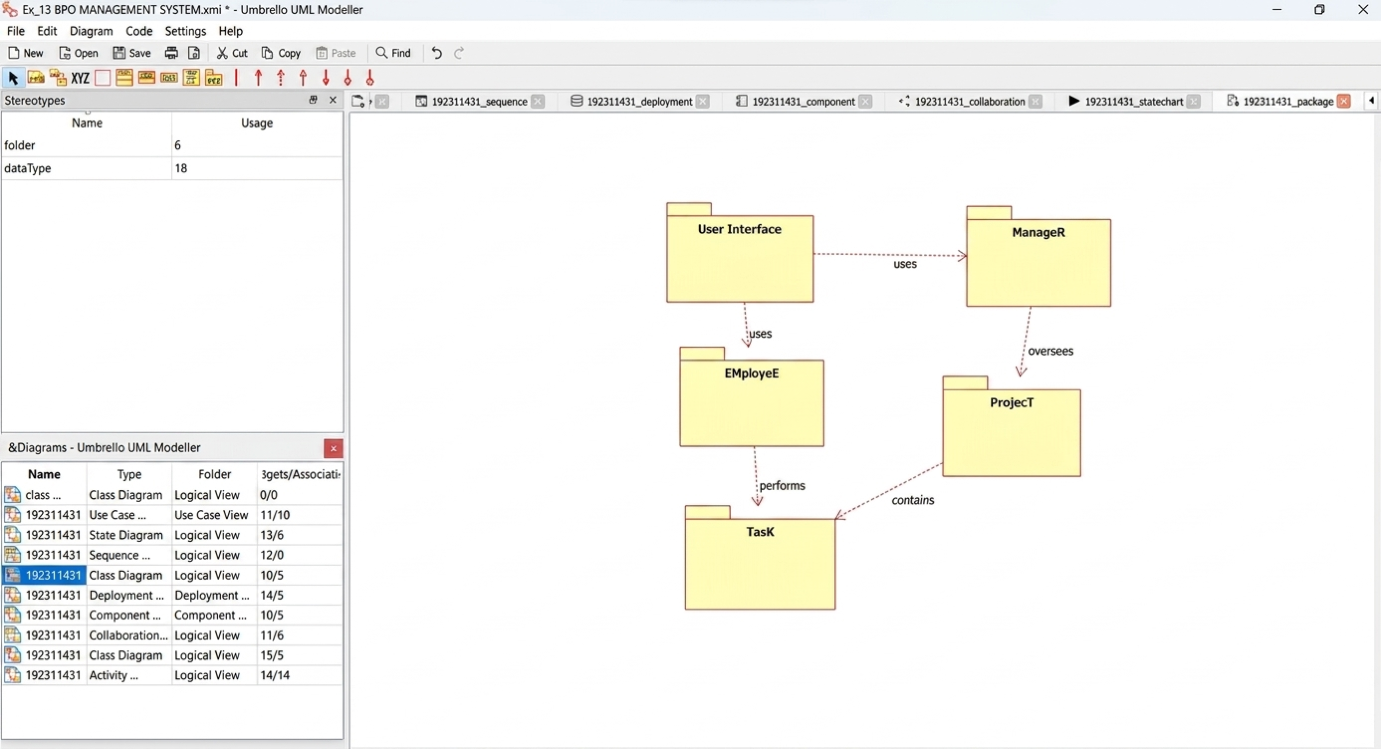 Ex_13 BPO MANAGEMENT SYSTEM.xmi * - Umbrello UML Modeller
File Edit Diagram Code Settings Help
New Open Save Cut Copy Paste Find
XYZ
Stereotypes
192311431_sequence 192311431_deployment 192311431_component 192311431_collaboration 192311431_statechart 192311431_package
Name Usage
folder 6
dataType 18
User Interface
ManageR
uses
uses
oversees
EMployeE
ProjecT
performs
contains
TasK
&Diagrams - Umbrello UML Modeller
Name Type Folder 3gets/Associati
class ... Class Diagram Logical View 0/0
192311431 Use Case ... Use Case View 11/10
192311431 State Diagram Logical View 13/6
192311431 Sequence ... Logical View 12/0
192311431 Class Diagram Logical View 10/5
192311431 Deployment ... Deployment ... 14/5
192311431 Component ... Component ... 10/5
192311431 Collaboration... Logical View 11/6
192311431 Class Diagram Logical View 15/5
192311431 Activity ... Logical View 14/14